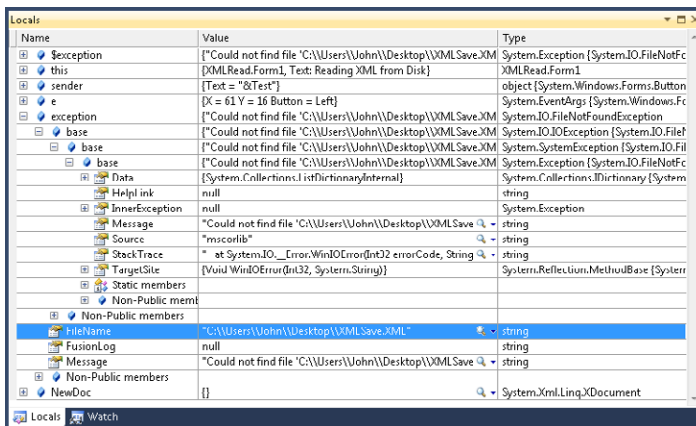 Locals
Name Value Type
$exception {"Could not find file 'C:\\Users\\John\\Desktop\\XMLSave.XM System.Exception {System.IO.FileNotFo
this {XMLRead.Form1, Text: Reading XML from Disk} XMLRead.Form1
sender {Text = "&Test"} object {System.Windows.Forms.Button
e {X = 61 Y = 16 Button = Left} System.EventArgs {System.Windows.Fo
exception {"Could not find file 'C:\\Users\\John\\Desktop\\XMLSave.XM System.IO.FileNotFoundException
base {"Could not find file 'C:\\Users\\John\\Desktop\\XMLSave.XM System.IO.IOException {System.IO.FileN
base {"Could not find file 'C:\\Users\\John\\Desktop\\XMLSave.XM System.SystemException {System.IO.Fil
base {"Could not find file 'C:\\Users\\John\\Desktop\\XMLSave.XM System.Exception {System.IO.FileNotFo
Data {System.Collections.ListDictionaryInternal} System.Collections.IDictionary {System
HelpLink null string
InnerException null System.Exception
Message "Could not find file 'C:\\Users\\John\\Desktop\\XMLSave string
Source "mscorlib" string
StackTrace " at System.IO.__Error.WinIOError(Int32 errorCode, String string
TargetSite {Void WinIOError(Int32, System.String)} System.Reflection.MethodBase {System
Static members
Non-Public memb
Non-Public members
FileName "C:\\Users\\John\\Desktop\\XMLSave.XML" string
FusionLog null string
Message "Could not find file 'C:\\Users\\John\\Desktop\\XMLSave string
Non-Public members
NewDoc {} System.Xml.Linq.XDocument
Locals Watch